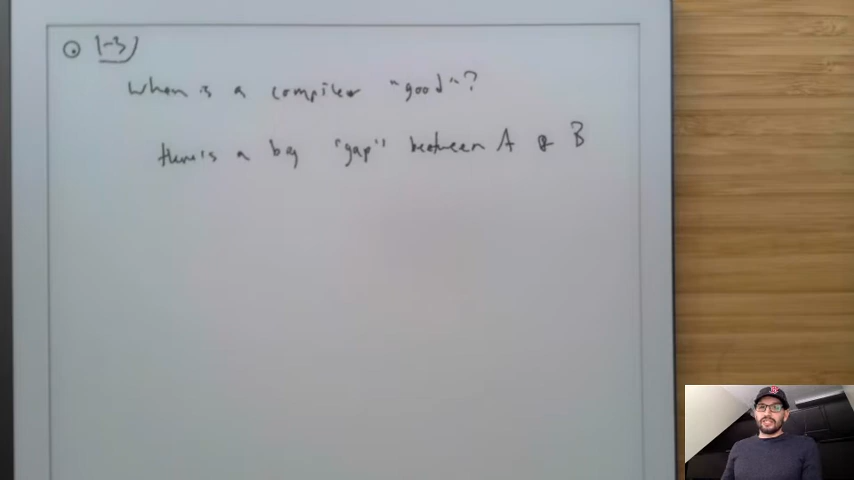 ⊙ 1-3/
When is a compiler "good"?
there's a big "gap" between A & B